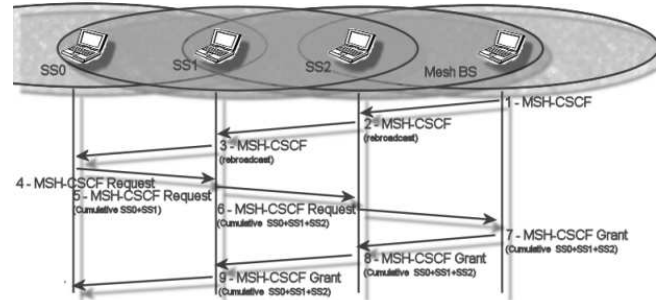 SS0
SS1
SS2
Mesh BS
1 - MSH-CSCF
2 - MSH-CSCF
(rebroadcast)
3 - MSH-CSCF
(rebroadcast)
4 - MSH-CSCF Request
5 - MSH-CSCF Request
(Cumulative SS0+SS1)
6 - MSH-CSCF Request
(Cumulative SS0+SS1+SS2)
7 - MSH-CSCF Grant
(Cumulative SS0+SS1+SS2)
8 - MSH-CSCF Grant
(Cumulative SS0+SS1+SS2)
9 - MSH-CSCF Grant
(Cumulative SS0+SS1+SS2)